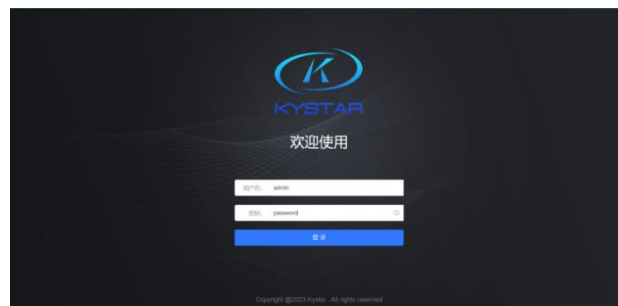 KYSTAR
欢迎使用
用户名: admin
密码: password
登录
Copyright @2023 Kystar . All rights reserved